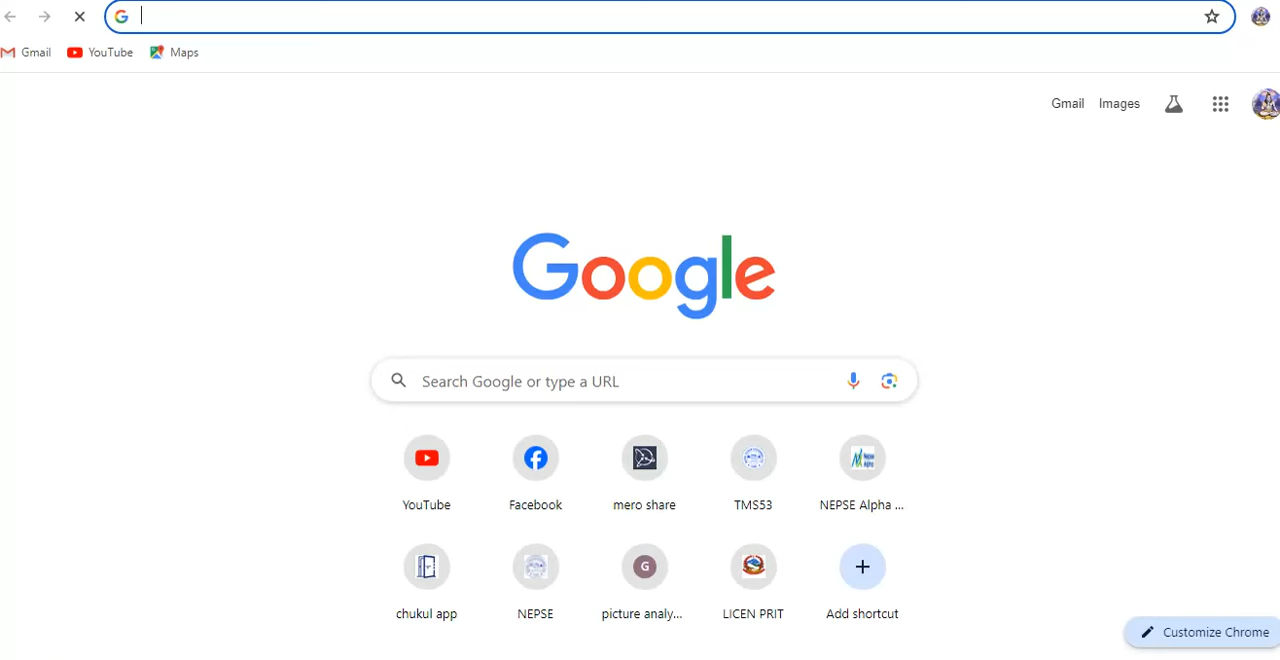 Gmail YouTube Maps
Gmail Images
Google
Search Google or type a URL
YouTube Facebook mero share TMS53 NEPSE Alpha ...
G
chukul app NEPSE picture analy... LICEN PRIT Add shortcut
Customize Chrome